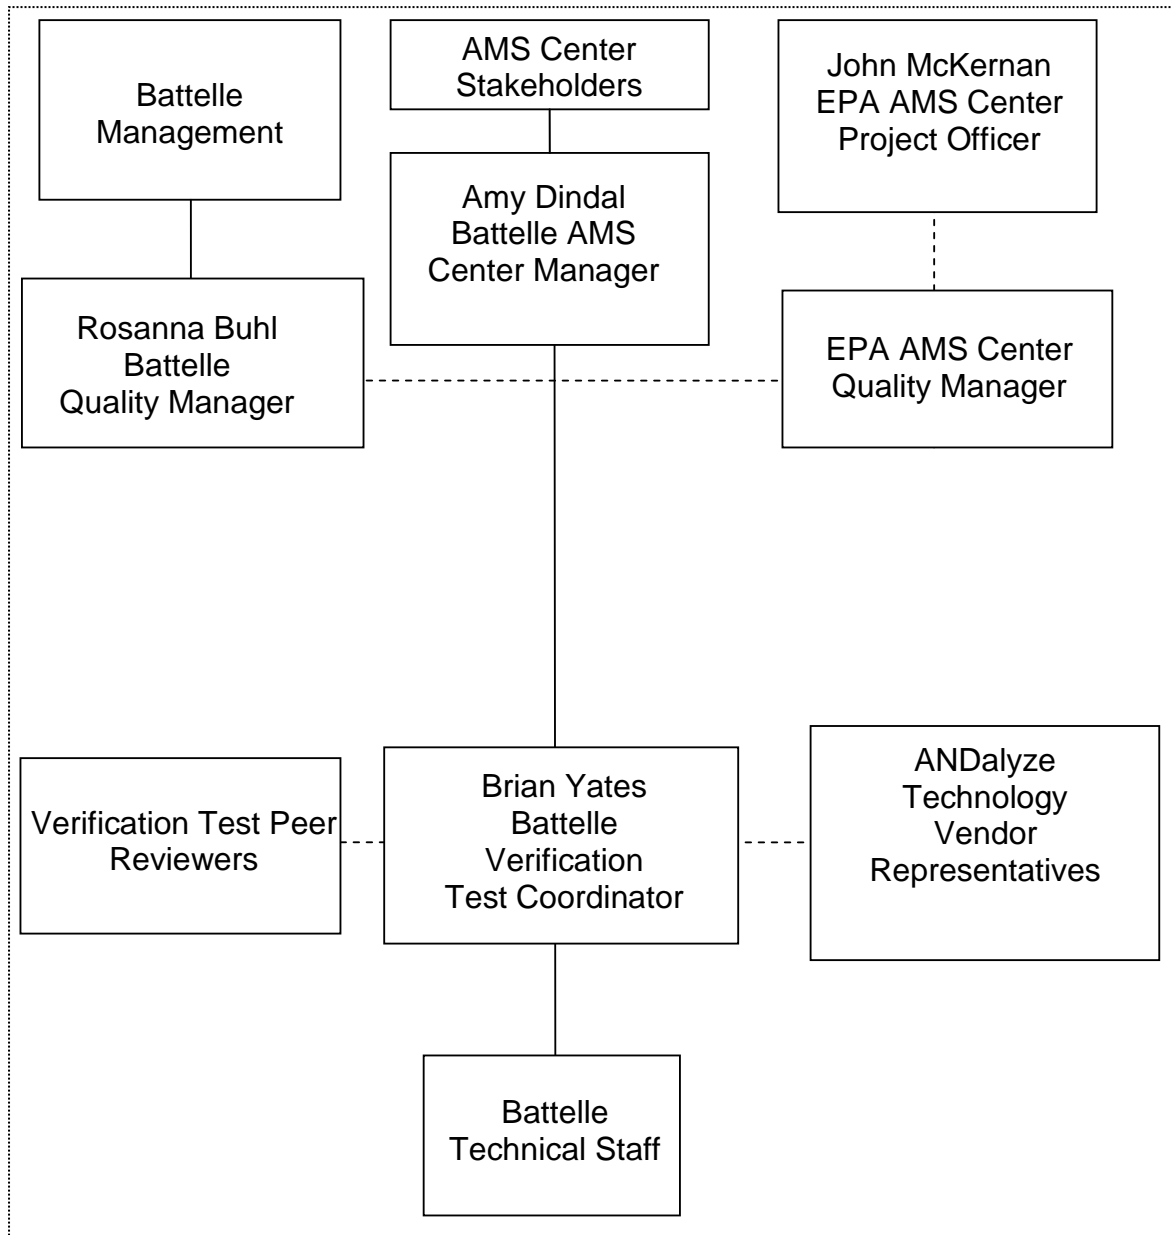 Battelle
Management
AMS Center
Stakeholders
John McKernan
EPA AMS Center
Project Officer
Amy Dindal
Battelle AMS
Center Manager
Rosanna Buhl
Battelle
Quality Manager
EPA AMS Center
Quality Manager
Verification Test Peer
Reviewers
Brian Yates
Battelle
Verification
Test Coordinator
ANDalyze
Technology
Vendor
Representatives
Battelle
Technical Staff